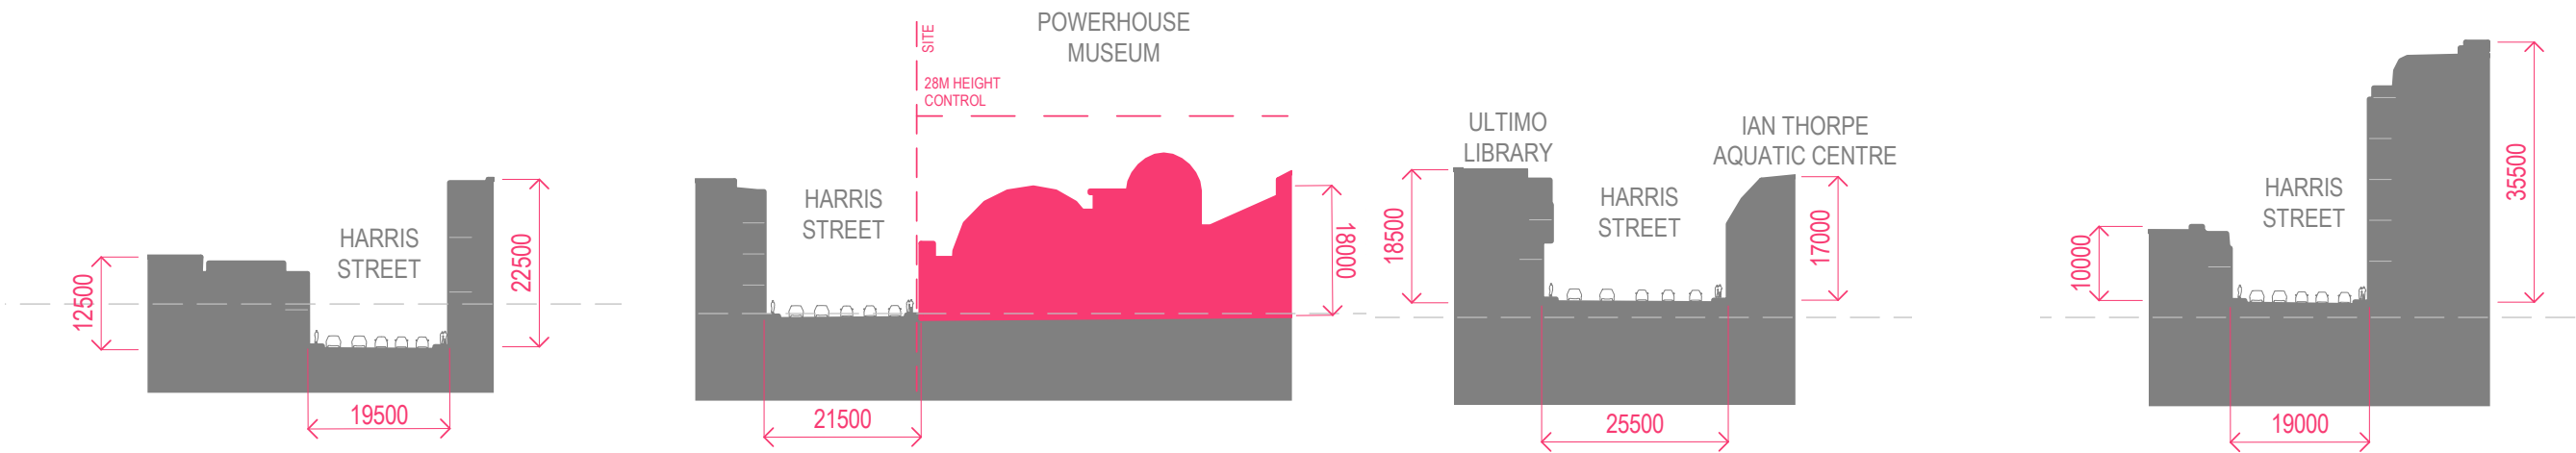 12500
HARRIS
STREET
22500
19500
SITE
POWERHOUSE
MUSEUM
28M HEIGHT
CONTROL
HARRIS
STREET
18000
21500
ULTIMO
LIBRARY
18500
HARRIS
STREET
IAN THORPE
AQUATIC CENTRE
17000
25500
10000
HARRIS
STREET
35500
19000